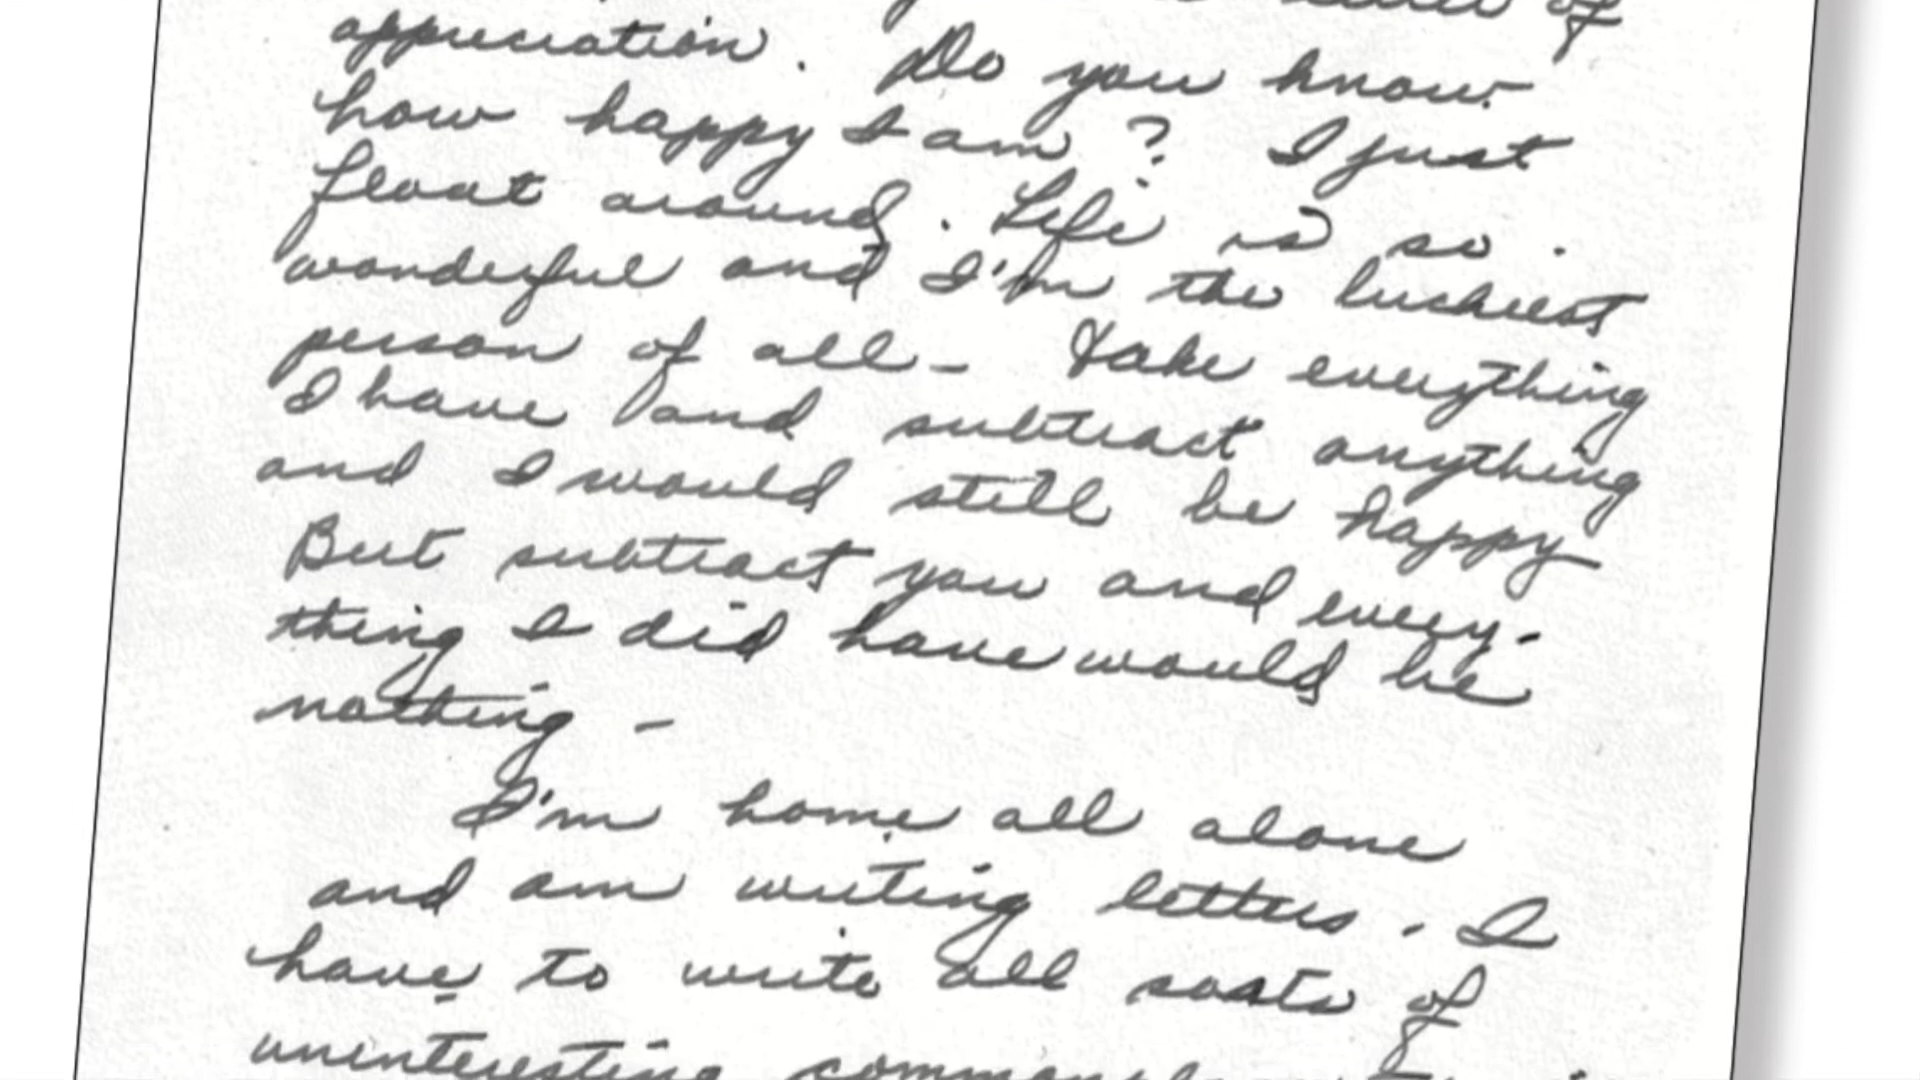 of
appreciation. Do you know
how happy I am? I just
float around. Life is so.
wonderful and I'm the luckiest
person of all - Take everything
I have and subtract anything
and I would still be happy
But subtract you and every-
thing I did have would be
nothing -
I'm home all alone
and am writing letters. I
have to write all sorts of
uninteresting